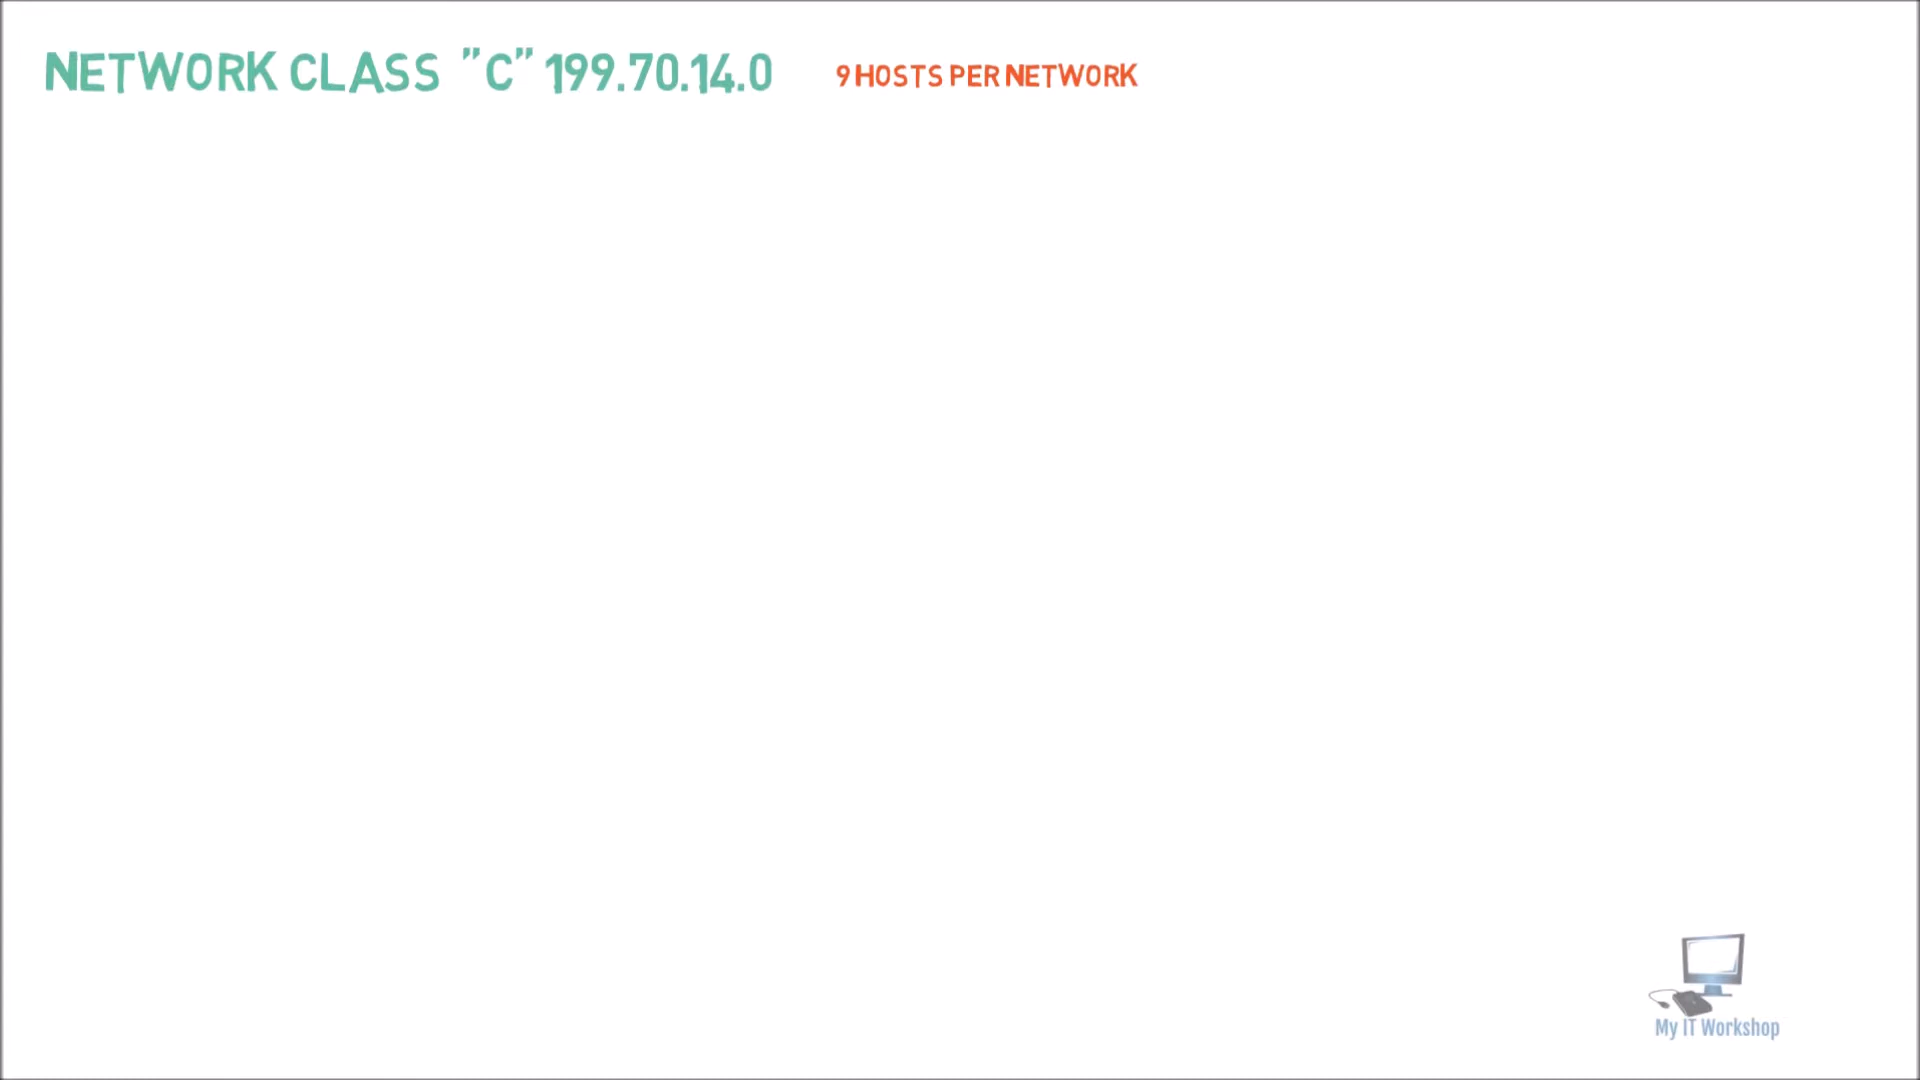 NETWORK CLASS "C" 199.70.14.0 9 HOSTS PER NETWORK
My IT Workshop